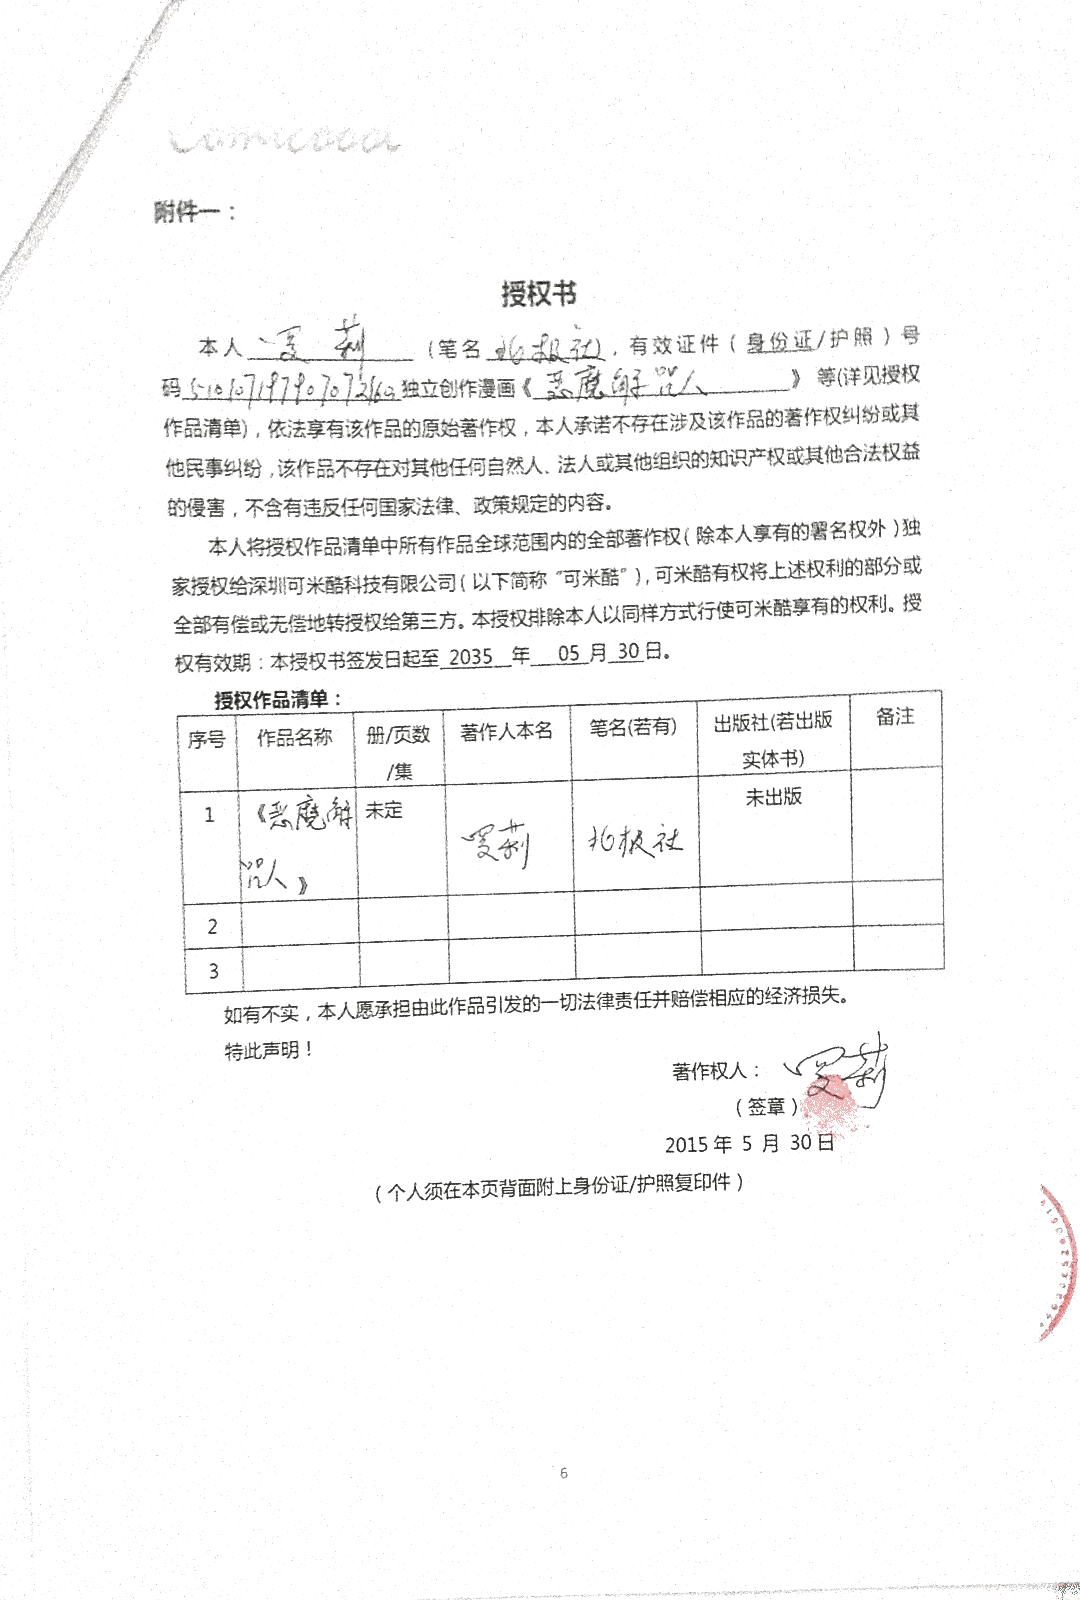 附件一：
授权书
本人 罗莉 （笔名 北极社），有效证件（身份证/护照）号
码 独立创作漫画《 恶魔解咒人 》等(详见授权
作品清单)，依法享有该作品的原始著作权，本人承诺不存在涉及该作品的著作权纠纷或其
他民事纠纷，该作品不存在对其他任何自然人、法人或其他组织的知识产权或其他合法权益
的侵害，不含有违反任何国家法律、政策规定的内容。
本人将授权作品清单中所有作品全球范围内的全部著作权（除本人享有的署名权外）独
家授权给深圳可米酷科技有限公司（以下简称“可米酷”），可米酷有权将上述权利的部分或
全部有偿或无偿地转授权给第三方。本授权排除本人以同样方式行使可米酷享有的权利。授
权有效期：本授权书签发日起至 2035 年 05 月 30 日。
授权作品清单：
序号 作品名称 册/页数/集 著作人本名 笔名(若有) 出版社(若出版实体书) 备注
1 《恶魔解咒人》 未定 罗莉 北极社 未出版
2
3
如有不实，本人愿承担由此作品引发的一切法律责任并赔偿相应的经济损失。
特此声明！
著作权人： 罗莉
（签章）
2015 年 5 月 30 日
（个人须在本页背面附上身份证/护照复印件）
6